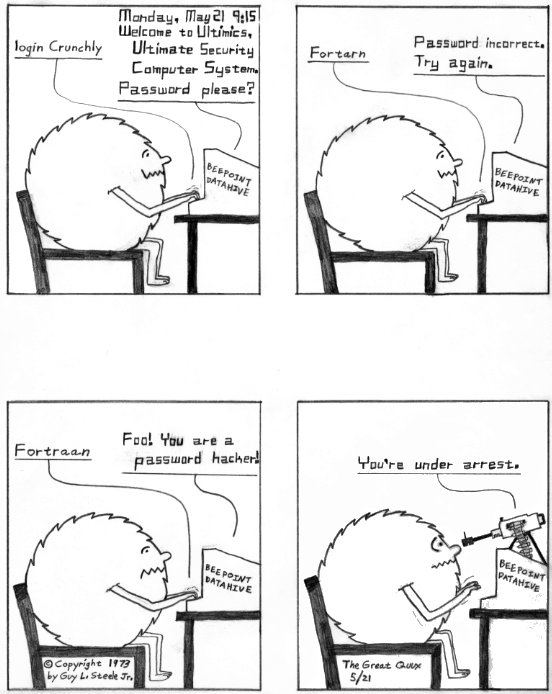 login Crunchly
Monday, May 21 9:15
Welcome to Ultimics,
Ultimate Security
Computer System.
Password please?
BEEPOINT
DATAHIVE
Fortarn
Password incorrect.
Try again.
BEEPOINT
DATAHIVE
Fortraan
Foo! You are a
password hacker!
BEEPOINT
DATAHIVE
© Copyright 1973
by Guy L. Steele Jr.
You're under arrest.
BEEPOINT
DATAHIVE
The Great Quux
5/21